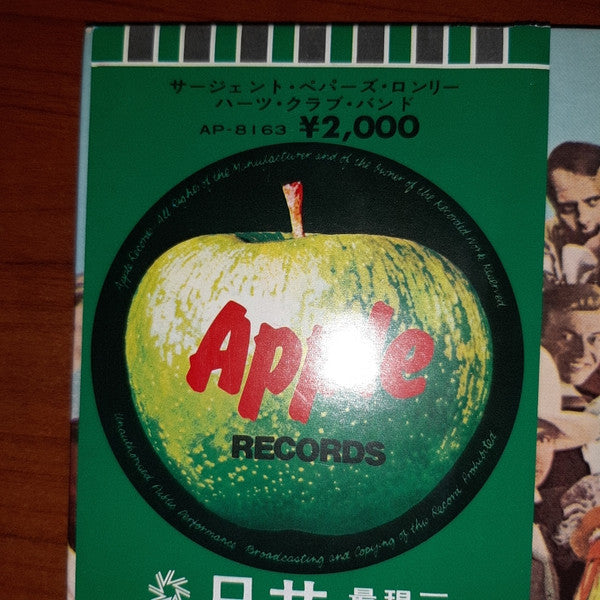 サージェント・ペパーズ・ロンリー
ハーツ・クラブ・バンド
AP-8163 ¥2,000
Apple Records All Rights of the Manufacturer and of the Owner of the Recorded Work Reserved
Apple
RECORDS
Unauthorised Public Performance Broadcasting and Copying of this Record Prohibited